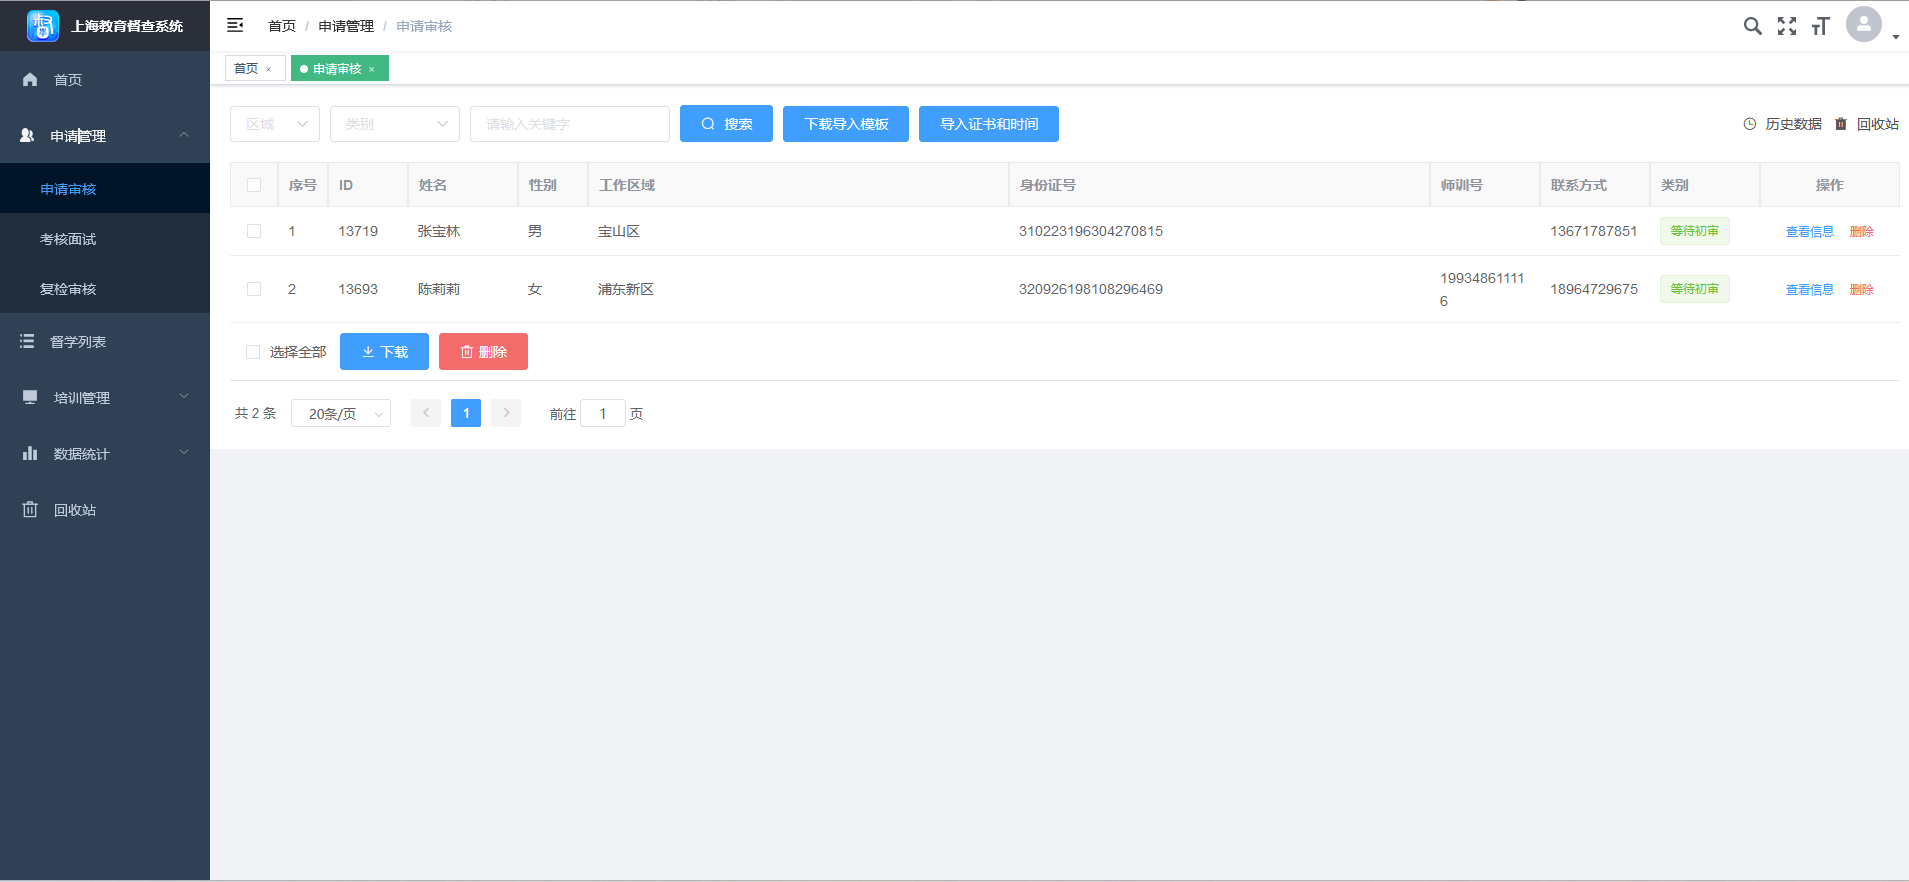 上海教育督查系统
首页 / 申请管理 / 申请审核
首页 ×
申请审核 ×
首页
申请管理
申请审核
考核面试
复检审核
督学列表
培训管理
数据统计
回收站
区域
类别
请输入关键字
搜索
下载导入模板
导入证书和时间
历史数据
回收站
序号 ID 姓名 性别 工作区域 身份证号 师训号 联系方式 类别 操作
1 13719 张宝林 男 宝山区 310223196304270815 13671787851 等待初审 查看信息 删除
2 13693 陈莉莉 女 浦东新区 320926198108296469 19934861111
6 18964729675 等待初审 查看信息 删除
选择全部 下载 删除
共 2 条 20条/页 1 前往 1 页